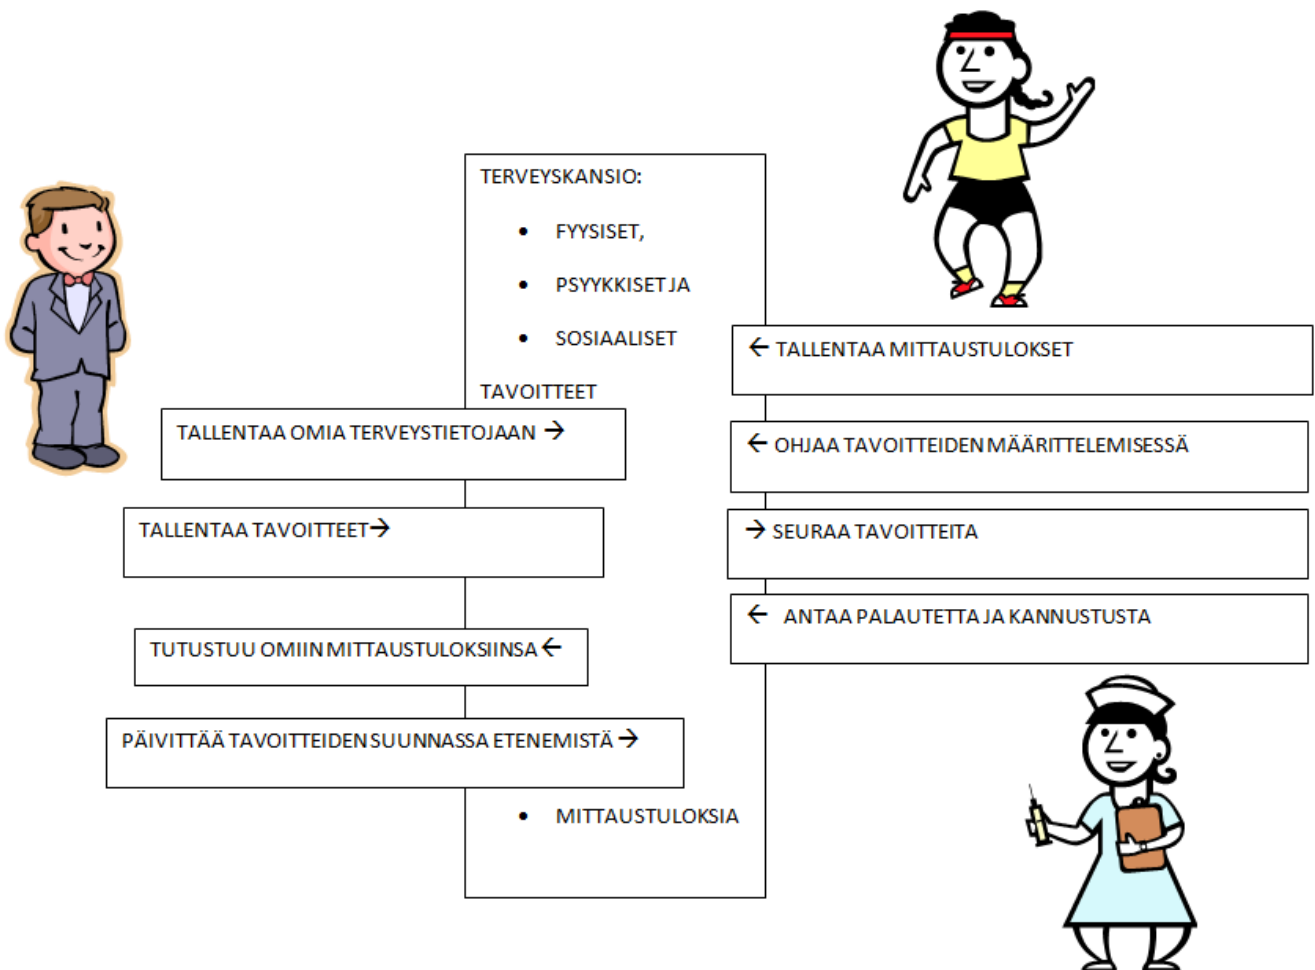 TERVEYSKANSIO:
• FYYSISET,
• PSYYKKISET JA
• SOSIAALISET
TAVOITTEET
TALLENTAA OMIA TERVEYSTIETOJAAN →
TALLENTAA TAVOITTEET→
TUTUSTUU OMIIN MITTAUSTULOKSIINSA ←
PÄIVITTÄÄ TAVOITTEIDEN SUUNNASSA ETENEMISTÄ →
• MITTAUSTULOKSIA
← TALLENTAA MITTAUSTULOKSET
← OHJAA TAVOITTEIDEN MÄÄRITTELEMISESSÄ
→ SEURAA TAVOITTEITA
← ANTAA PALAUTETTA JA KANNUSTUSTA